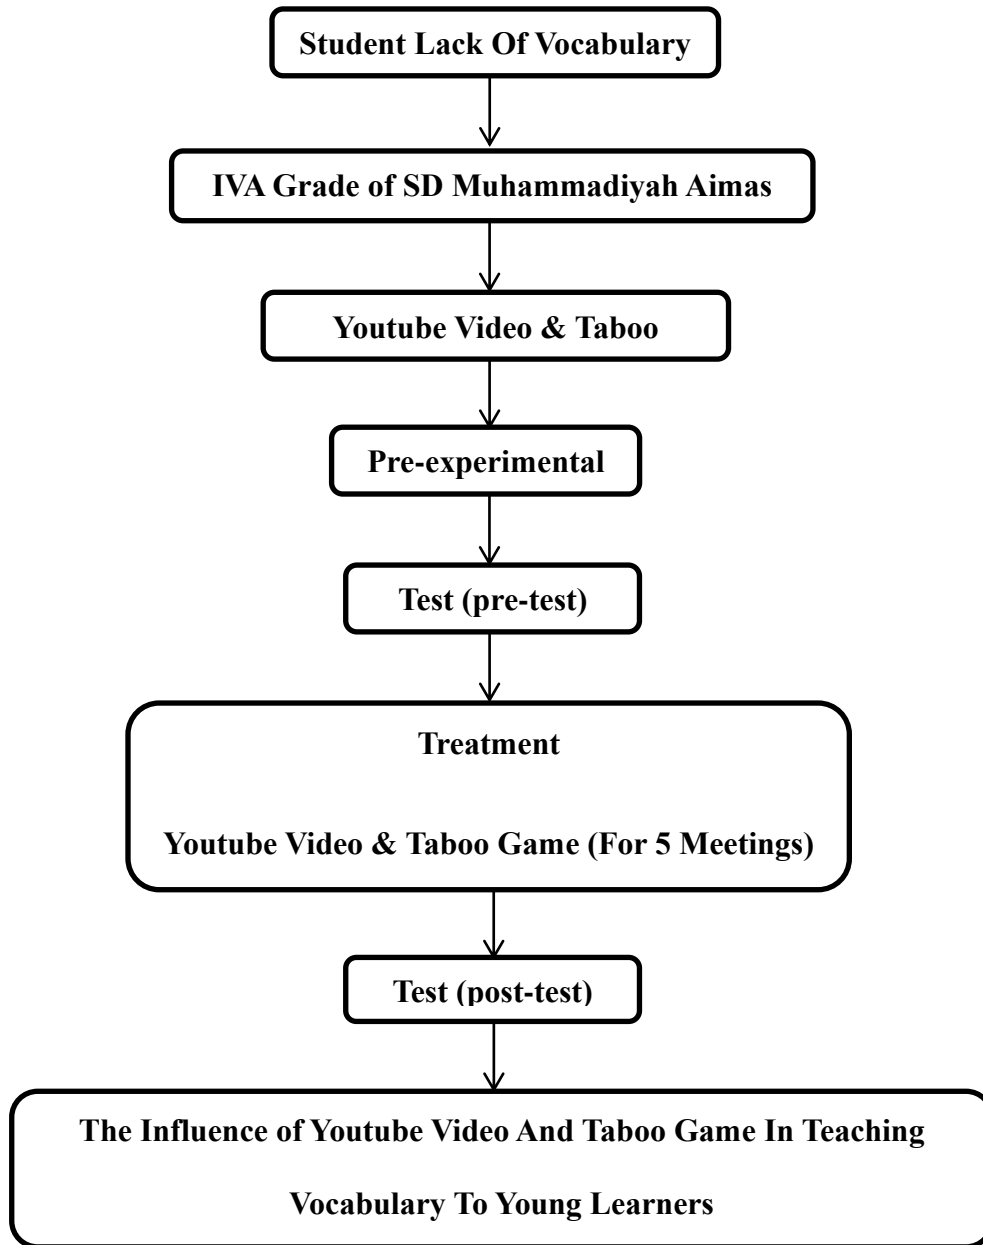 Student Lack Of Vocabulary
IVA Grade of SD Muhammadiyah Aimas
Youtube Video & Taboo
Pre-experimental
Test (pre-test)
Treatment
Youtube Video & Taboo Game (For 5 Meetings)
Test (post-test)
The Influence of Youtube Video And Taboo Game In Teaching
Vocabulary To Young Learners